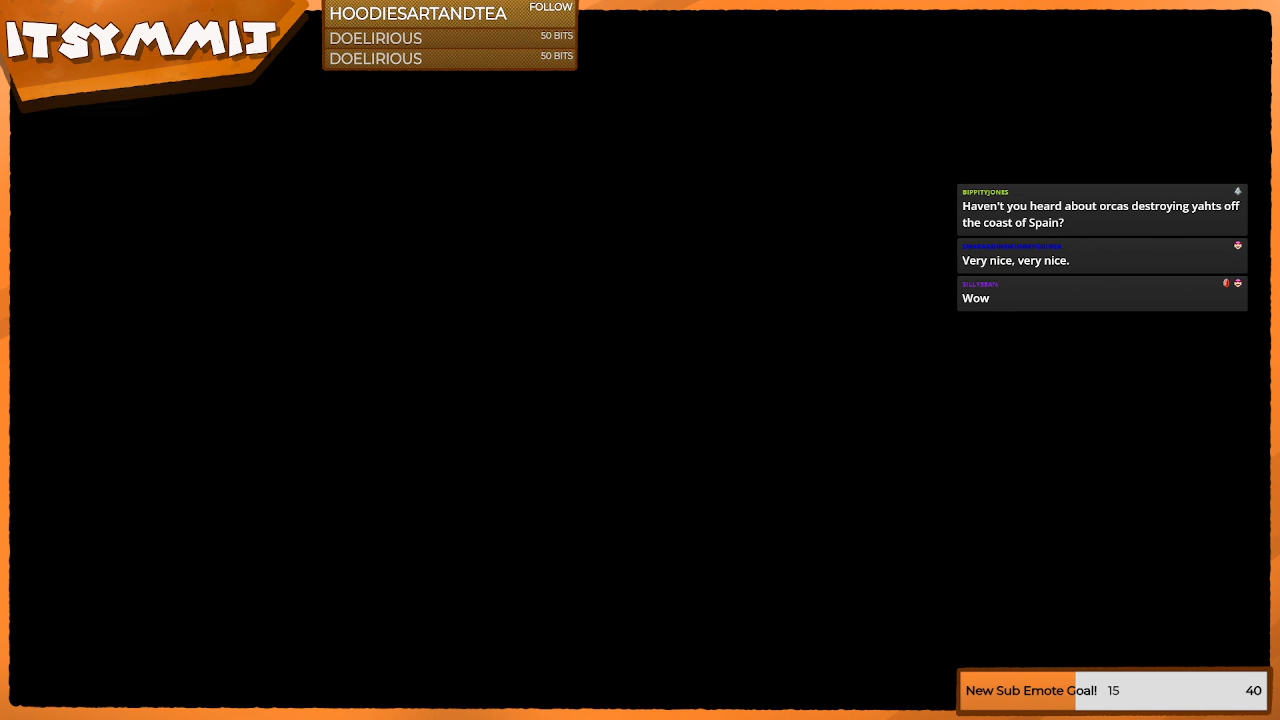 ITSYMMIJ
HOODIESARTANDTEA FOLLOW
DOELIRIOUS 50 BITS
DOELIRIOUS 50 BITS
BIPPITYJONES
Haven't you heard about orcas destroying yahts off
the coast of Spain?
Very nice, very nice.
SILLYBEAN
Wow
New Sub Emote Goal! 15 40